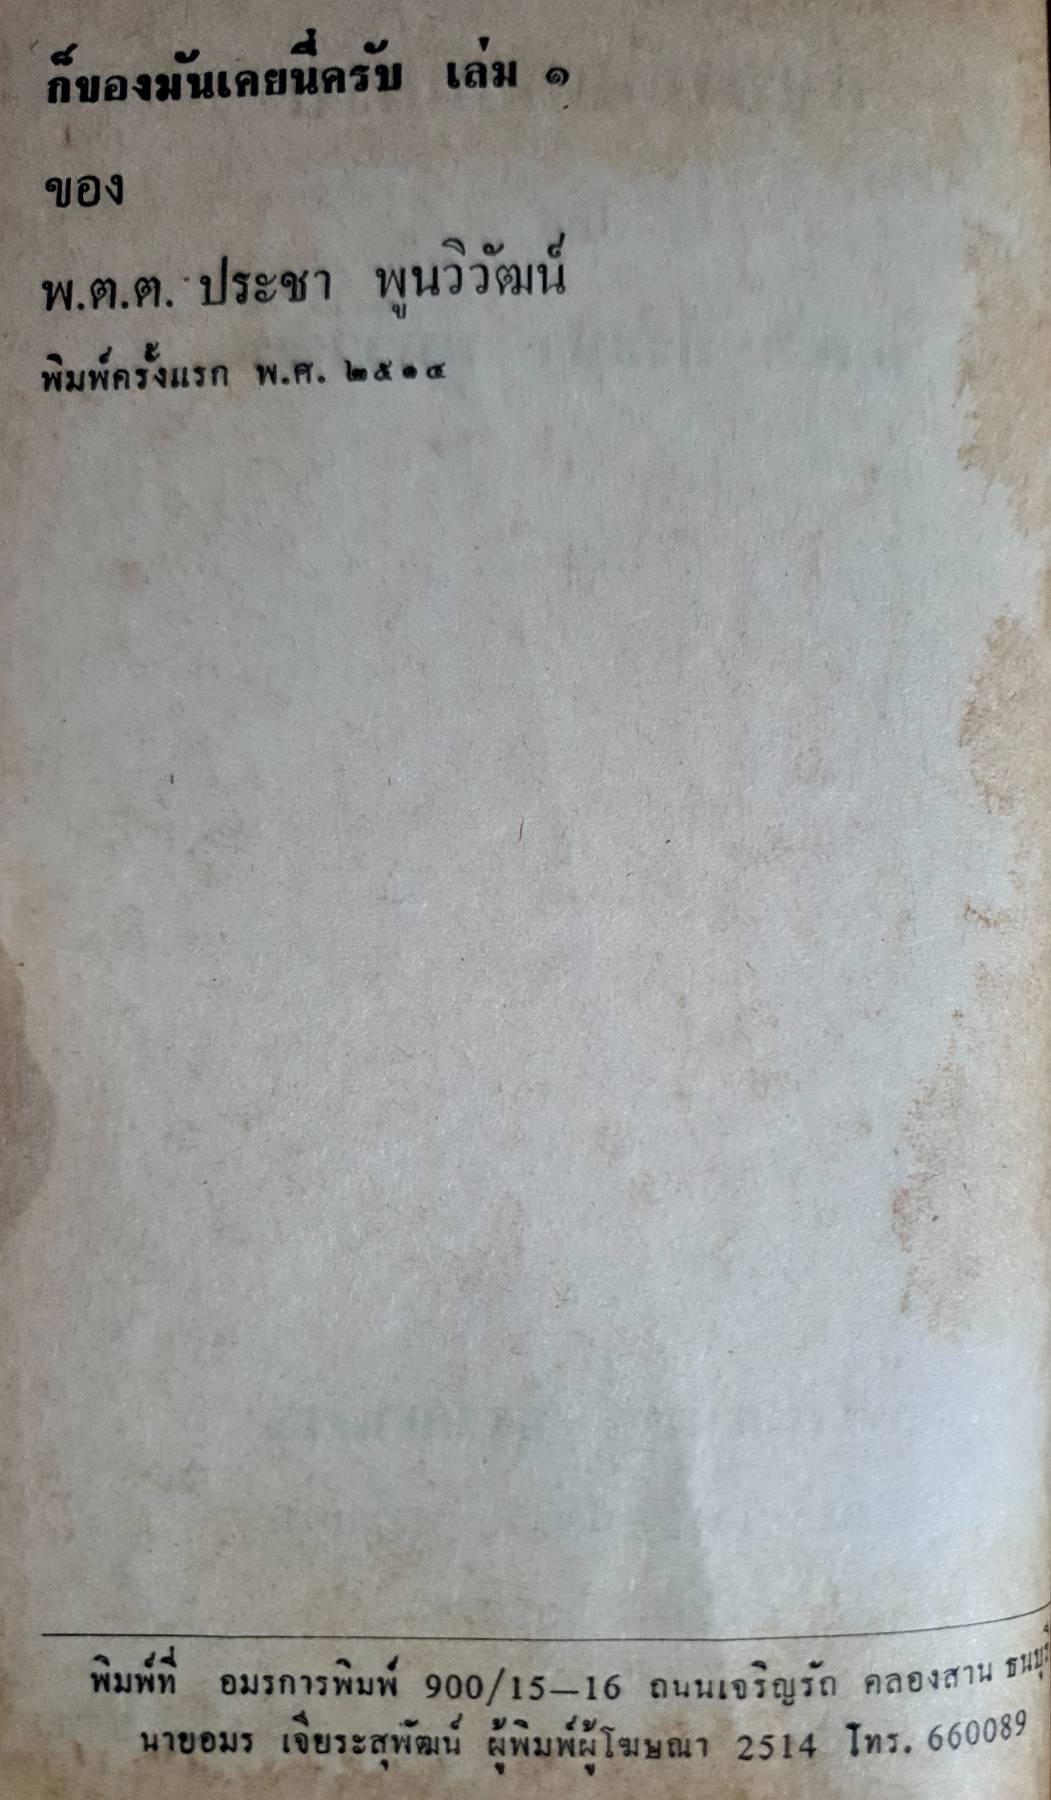 ก็ของมันเคยนี่ครับ เล่ม ๑
ของ
พ.ต.ต. ประชา พูนวิวัฒน์
พิมพ์ครั้งแรก พ.ศ. ๒๕๑๔
พิมพ์ที่ อมรการพิมพ์ 900/15—16 ถนนเจริญรัถ คลองสาน ธนบุรี
นายอมร เจียระสุพัฒน์ ผู้พิมพ์ผู้โฆษณา 2514 โทร. 660089